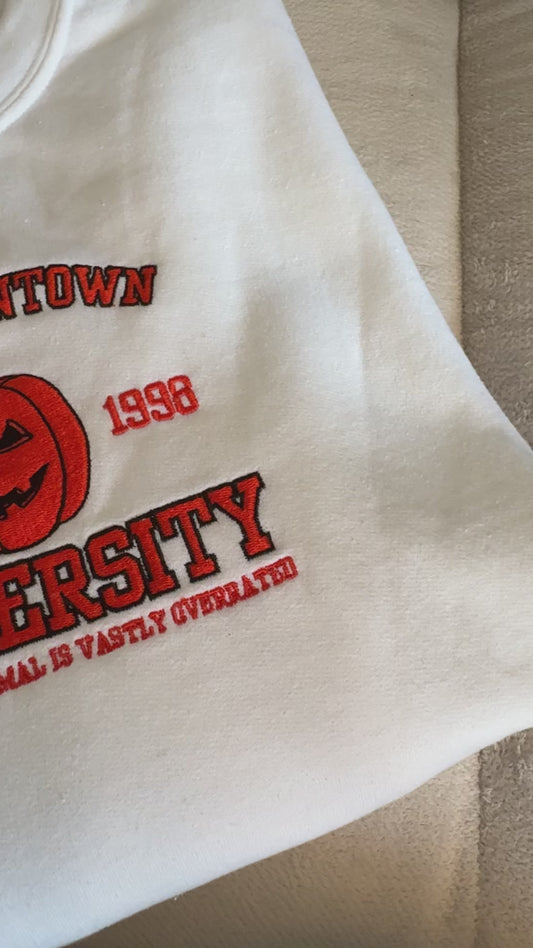 NTOWN
1998
ERSITY
MAL IS VASTLY OVERRATED